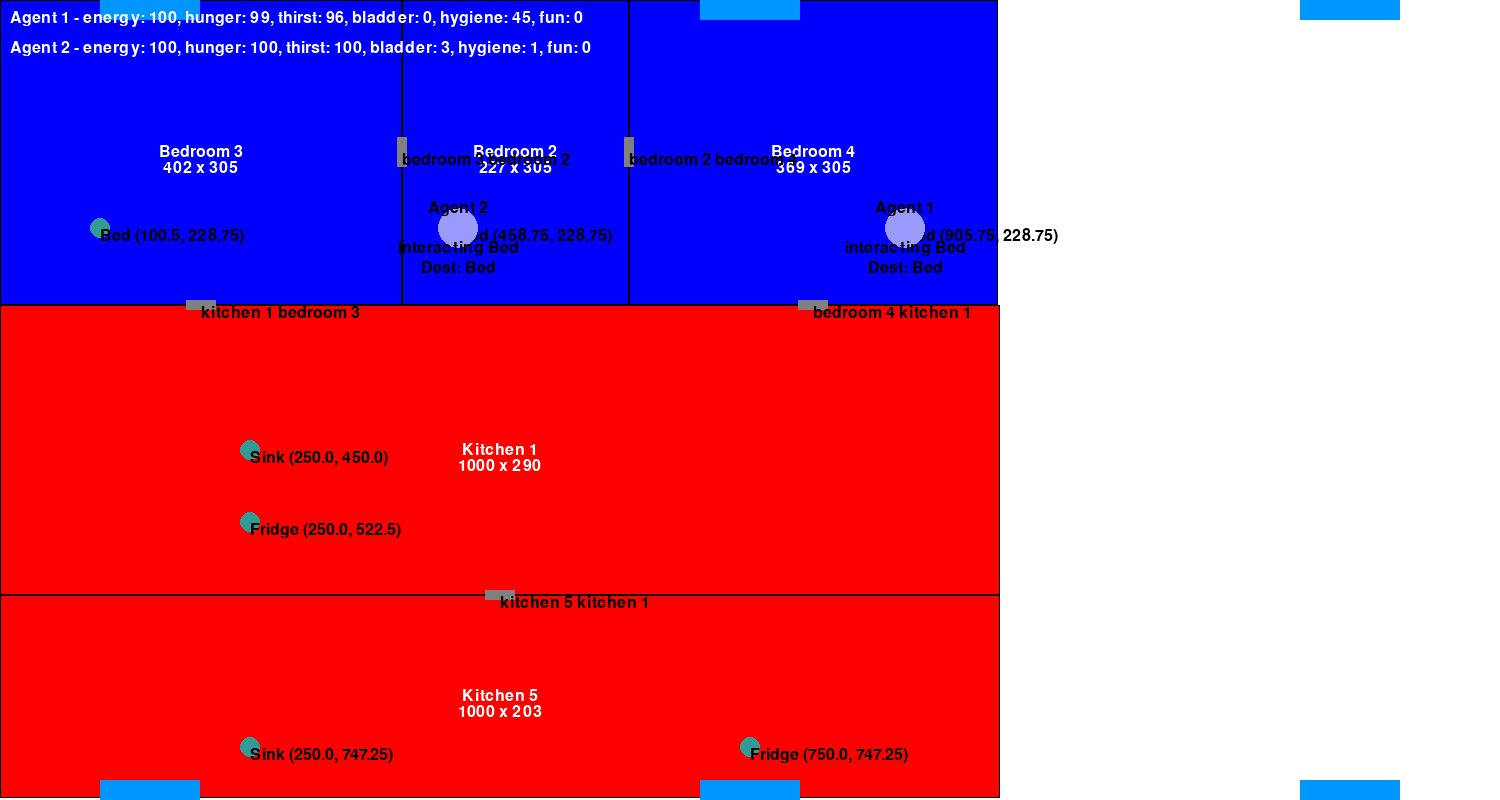 Agent 1 - energy: 100, hunger: 99, thirst: 96, bladder: 0, hygiene: 45, fun: 0
Agent 2 - energy: 100, hunger: 100, thirst: 100, bladder: 3, hygiene: 1, fun: 0
Bedroom 3
402 x 305
bedroom 3 bedroom 2
Bedroom 2
227 x 305
bedroom 2 bedroom 4
Bedroom 4
369 x 305
Bed (100.5, 228.75)
Agent 2
(458.75, 228.75)
interacting Bed
Dest: Bed
Agent 1
(905.75, 228.75)
interacting Bed
Dest: Bed
kitchen 1 bedroom 3
bedroom 4 kitchen 1
Sink (250.0, 450.0)
Kitchen 1
1000 x 290
Fridge (250.0, 522.5)
kitchen 5 kitchen 1
Kitchen 5
1000 x 203
Sink (250.0, 747.25)
Fridge (750.0, 747.25)